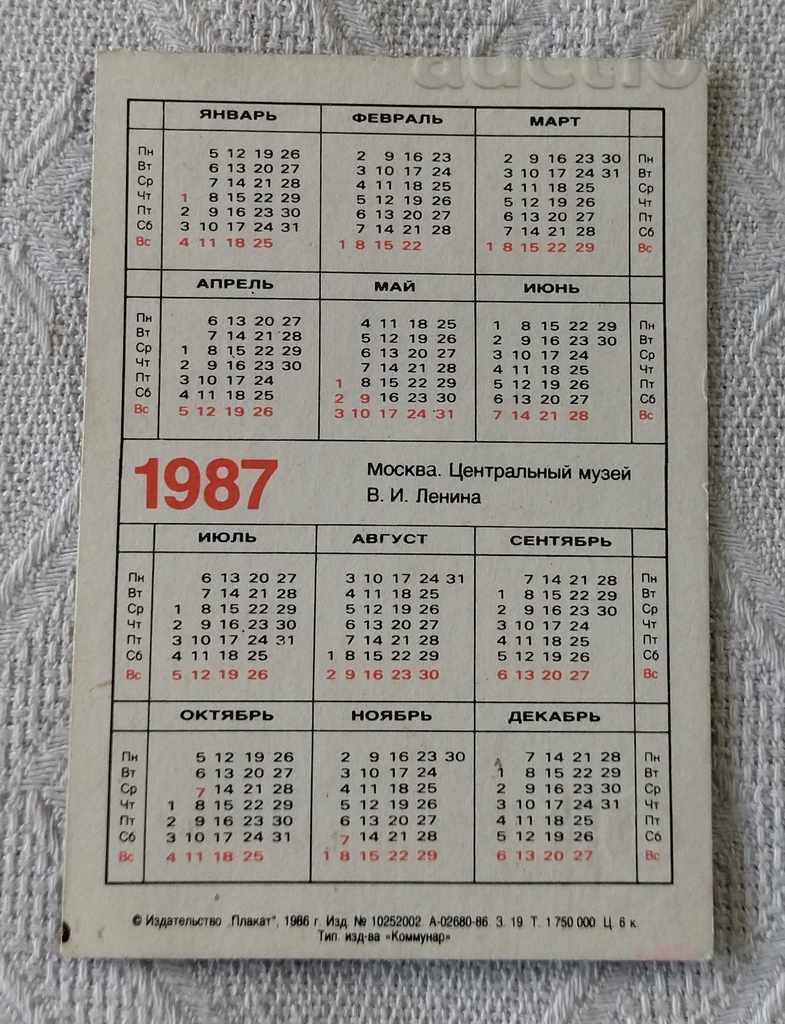 auctio
ЯНВАРЬ ФЕВРАЛЬ МАРТ
Пн 5 12 19 26 2 9 16 23 2 9 16 23 30 Пн
Вт 6 13 20 27 3 10 17 24 3 10 17 24 31 Вт
Ср 7 14 21 28 4 11 18 25 4 11 18 25 Ср
Чт 1 8 15 22 29 5 12 19 26 5 12 19 26 Чт
Пт 2 9 16 23 30 6 13 20 27 6 13 20 27 Пт
Сб 3 10 17 24 31 7 14 21 28 7 14 21 28 Сб
Вс 4 11 18 25 1 8 15 22 1 8 15 22 29 Вс
АПРЕЛЬ МАЙ ИЮНЬ
Пн 6 13 20 27 4 11 18 25 1 8 15 22 29 Пн
Вт 7 14 21 28 5 12 19 26 2 9 16 23 30 Вт
Ср 1 8 15 22 29 6 13 20 27 3 10 17 24 Ср
Чт 2 9 16 23 30 7 14 21 28 4 11 18 25 Чт
Пт 3 10 17 24 1 8 15 22 29 5 12 19 26 Пт
Сб 4 11 18 25 2 9 16 23 30 6 13 20 27 Сб
Вс 5 12 19 26 3 10 17 24 31 7 14 21 28 Вс
1987 Москва. Центральный музей
В. И. Ленина
ИЮЛЬ АВГУСТ СЕНТЯБРЬ
Пн 6 13 20 27 3 10 17 24 31 7 14 21 28 Пн
Вт 7 14 21 28 4 11 18 25 1 8 15 22 29 Вт
Ср 1 8 15 22 29 5 12 19 26 2 9 16 23 30 Ср
Чт 2 9 16 23 30 6 13 20 27 3 10 17 24 Чт
Пт 3 10 17 24 31 7 14 21 28 4 11 18 25 Пт
Сб 4 11 18 25 1 8 15 22 29 5 12 19 26 Сб
Вс 5 12 19 26 2 9 16 23 30 6 13 20 27 Вс
ОКТЯБРЬ НОЯБРЬ ДЕКАБРЬ
Пн 5 12 19 26 2 9 16 23 30 7 14 21 28 Пн
Вт 6 13 20 27 3 10 17 24 1 8 15 22 29 Вт
Ср 7 14 21 28 4 11 18 25 2 9 16 23 30 Ср
Чт 1 8 15 22 29 5 12 19 26 3 10 17 24 31 Чт
Пт 2 9 16 23 30 6 13 20 27 4 11 18 25 Пт
Сб 3 10 17 24 31 7 14 21 28 5 12 19 26 Сб
Вс 4 11 18 25 1 8 15 22 29 6 13 20 27 Вс
© Издательство „Плакат", 1986 г. Изд. № 10252002 А-02680-86 З. 19 Т. 1 750 000 Ц. 6 к.
Тип. изд-ва «Коммунар»